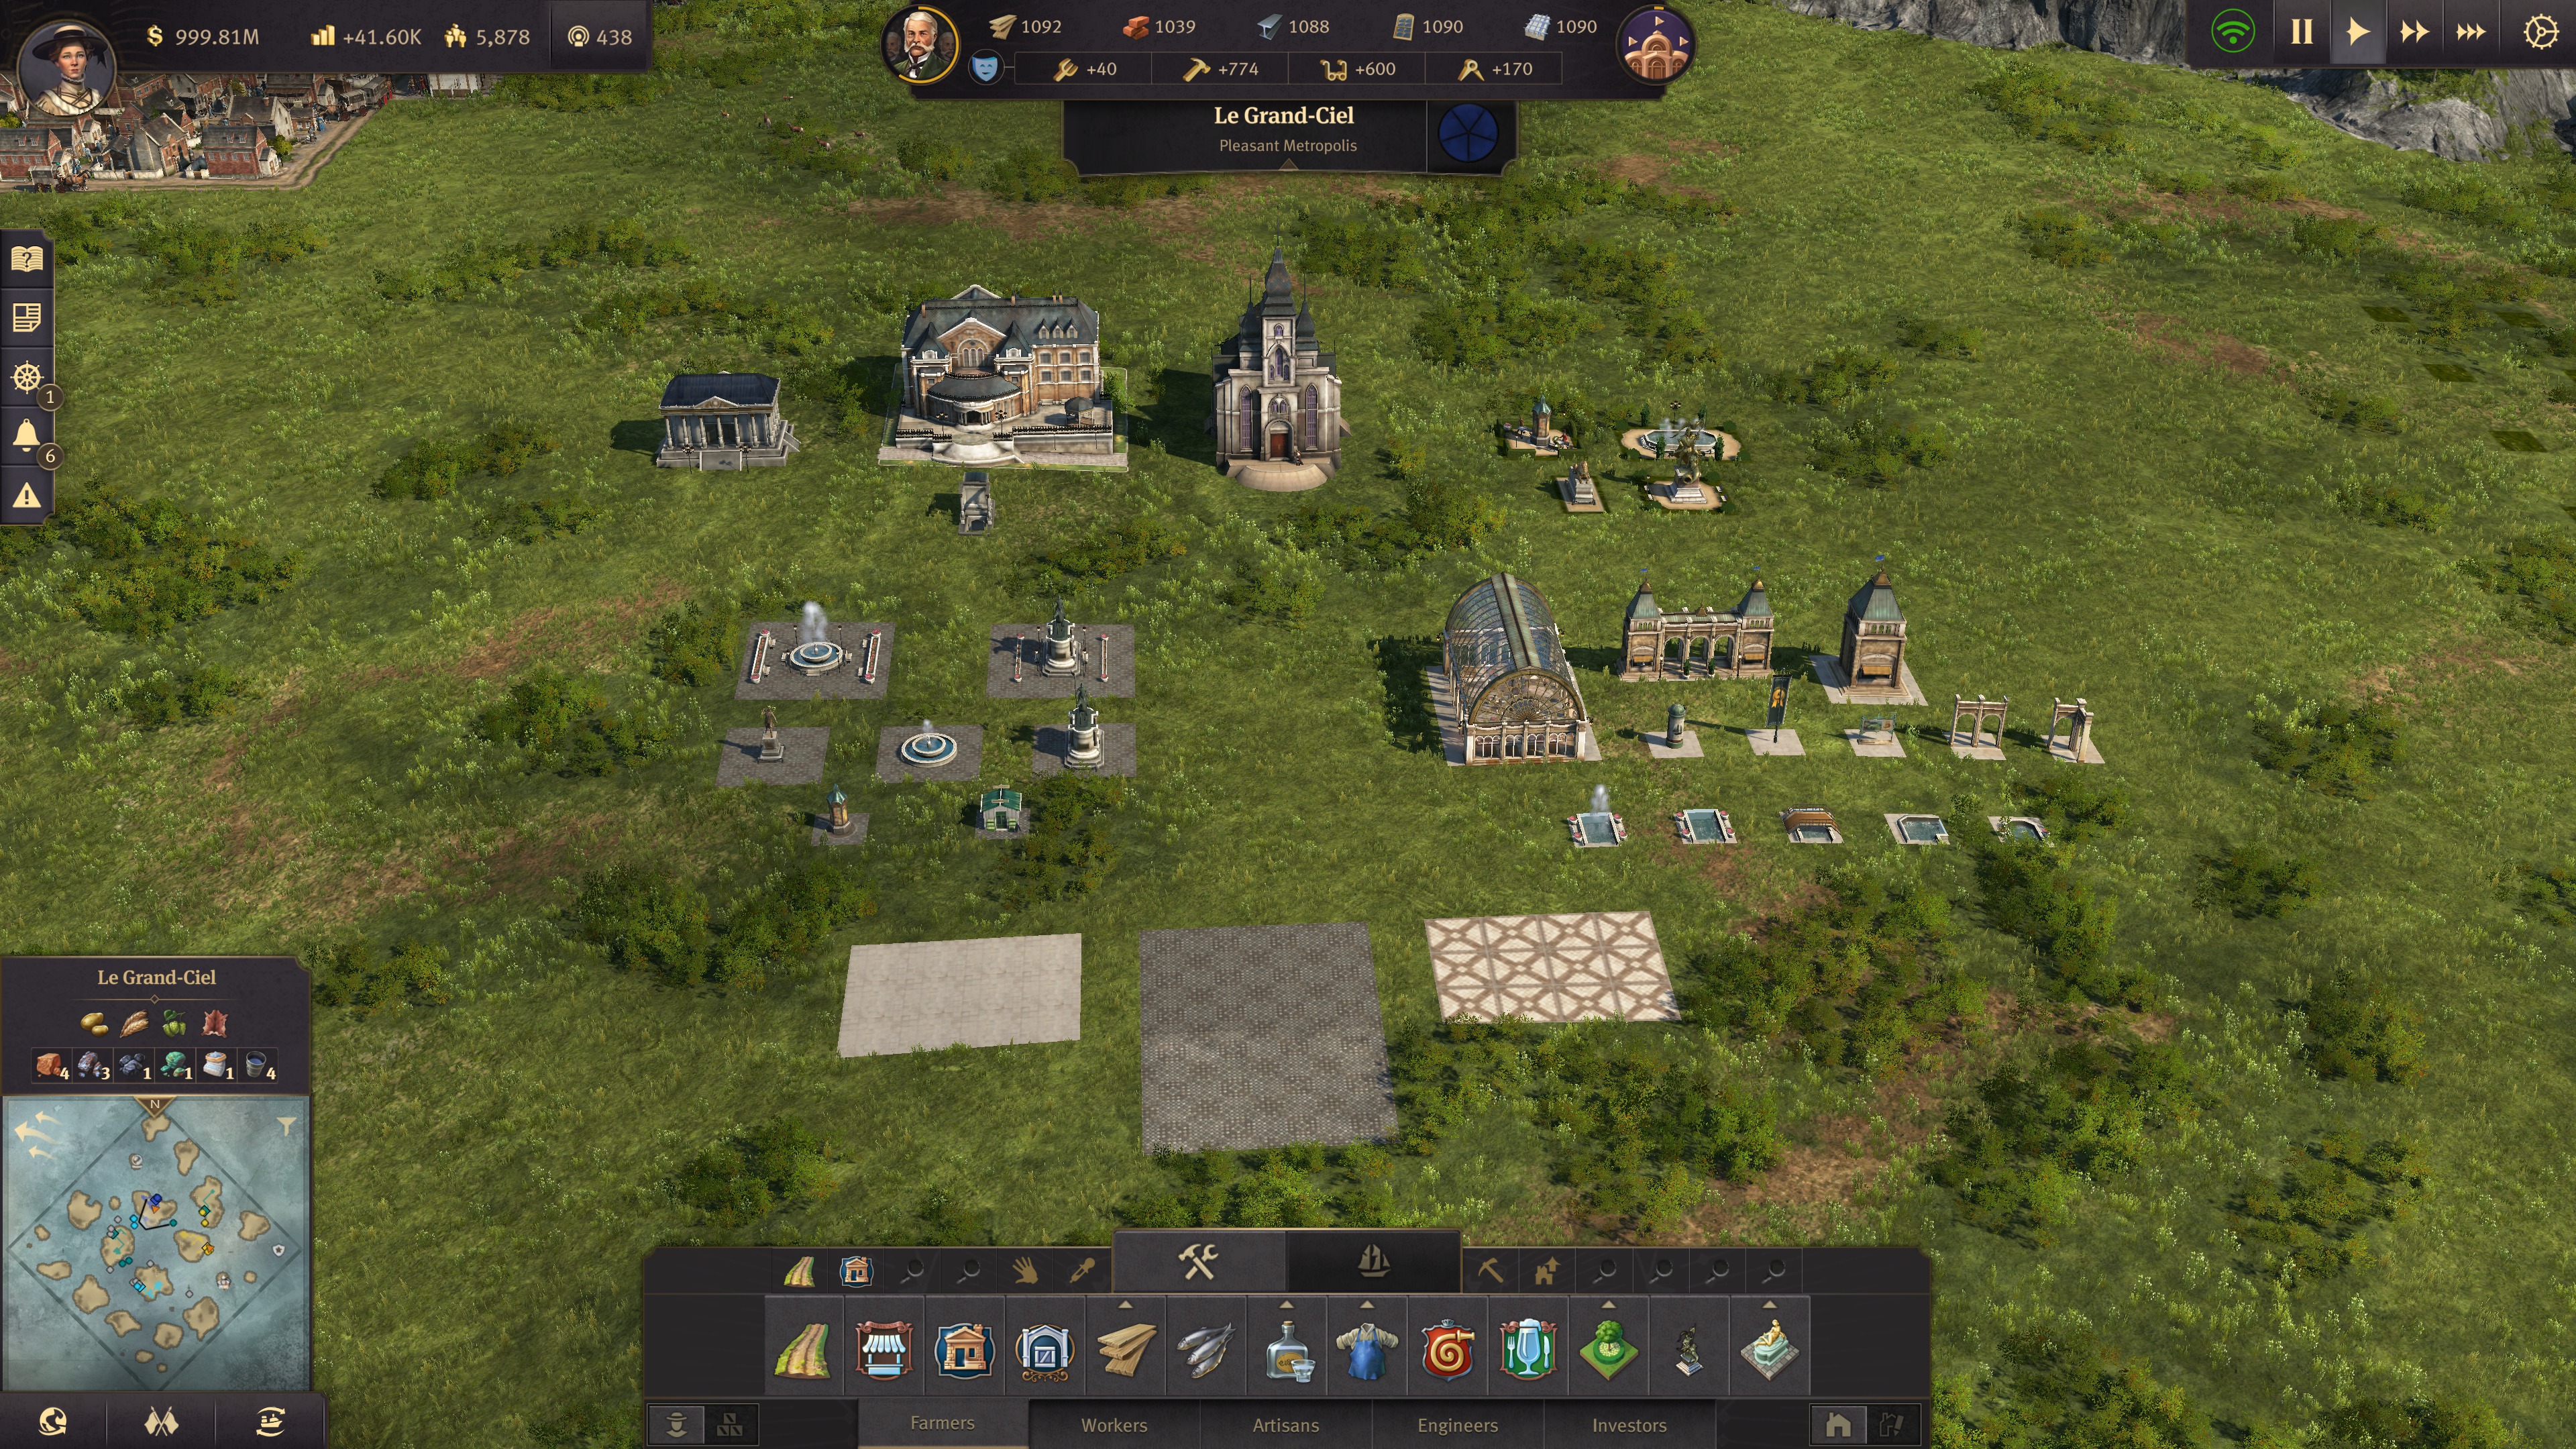 999.81M +41.60K 5,878 438
1092 1039 1088 1090 1090
+40 +774 +600 +170
Le Grand-Ciel
Pleasant Metropolis
1
6
Le Grand-Ciel
4 3 1 1 1 4
N
Farmers Workers Artisans Engineers Investors